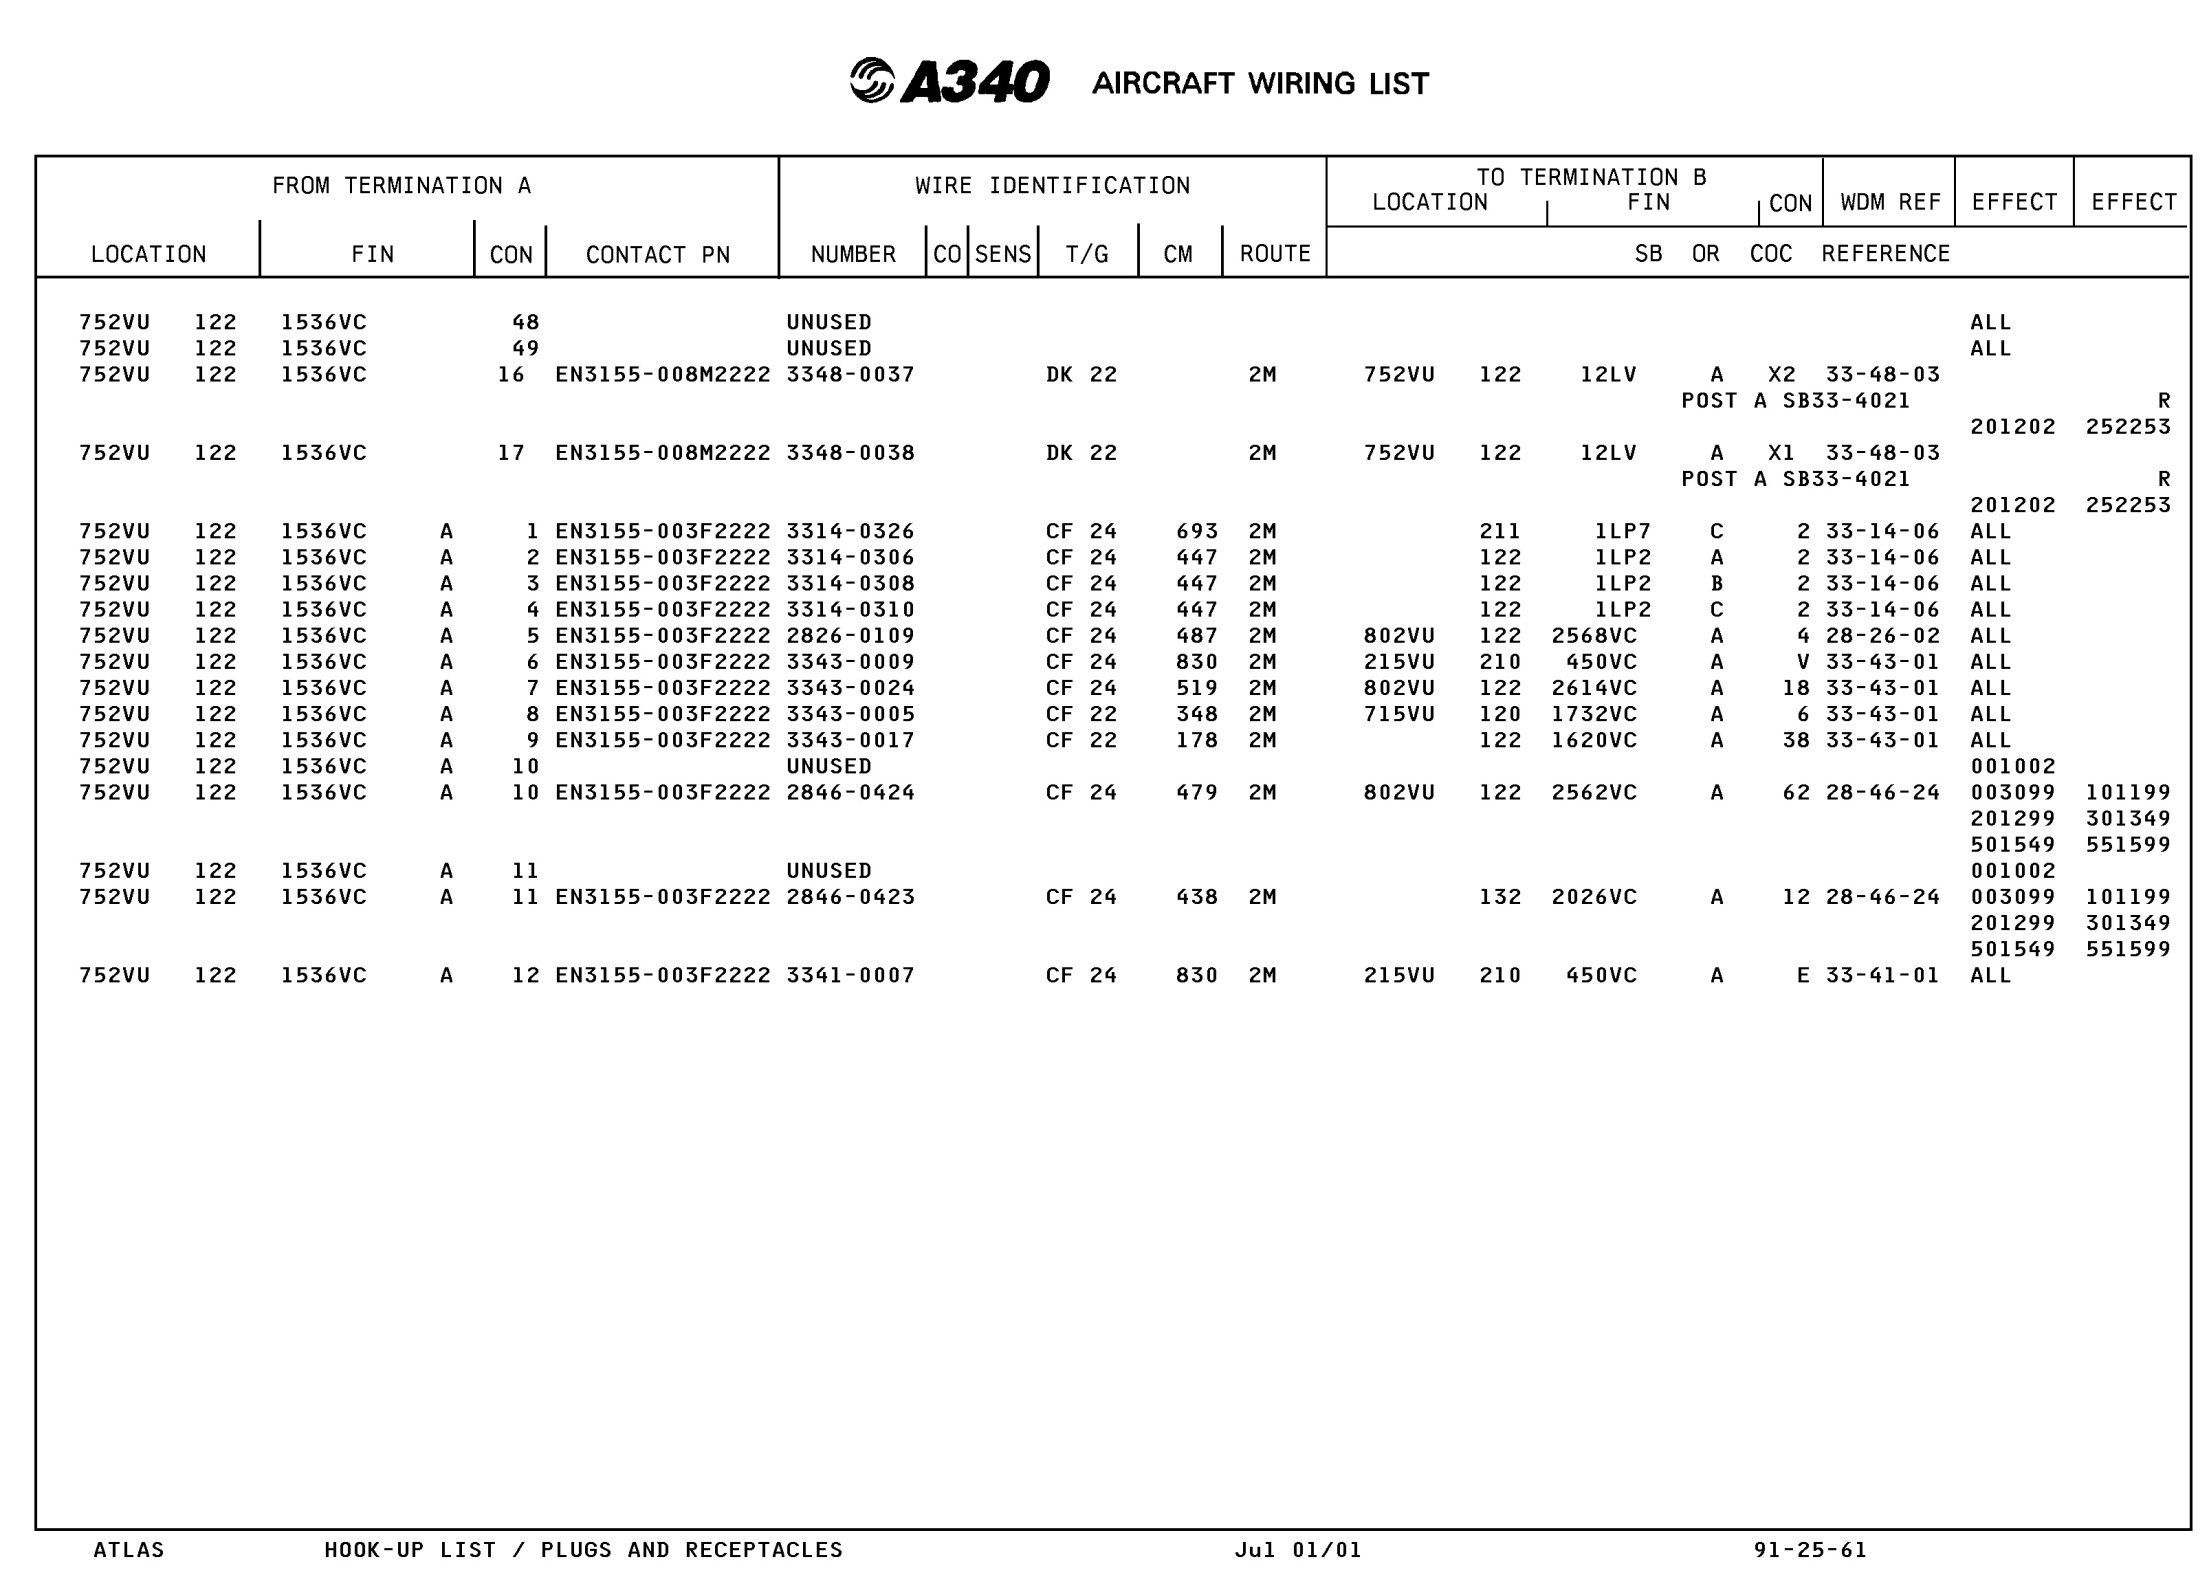 A340 AIRCRAFT WIRING LIST
FROM TERMINATION A WIRE IDENTIFICATION TO TERMINATION B
LOCATION FIN CON WDM REF EFFECT EFFECT
LOCATION FIN CON CONTACT PN NUMBER CO SENS T/G CM ROUTE SB OR COC REFERENCE
752VU 122 1536VC 48 UNUSED ALL
752VU 122 1536VC 49 UNUSED ALL
752VU 122 1536VC 16 EN3155-008M2222 3348-0037 DK 22 2M 752VU 122 12LV A X2 33-48-03
POST A SB33-4021 R
201202 252253
752VU 122 1536VC 17 EN3155-008M2222 3348-0038 DK 22 2M 752VU 122 12LV A X1 33-48-03
POST A SB33-4021 R
201202 252253
752VU 122 1536VC A 1 EN3155-003F2222 3314-0326 CF 24 693 2M 211 1LP7 C 2 33-14-06 ALL
752VU 122 1536VC A 2 EN3155-003F2222 3314-0306 CF 24 447 2M 122 1LP2 A 2 33-14-06 ALL
752VU 122 1536VC A 3 EN3155-003F2222 3314-0308 CF 24 447 2M 122 1LP2 B 2 33-14-06 ALL
752VU 122 1536VC A 4 EN3155-003F2222 3314-0310 CF 24 447 2M 122 1LP2 C 2 33-14-06 ALL
752VU 122 1536VC A 5 EN3155-003F2222 2826-0109 CF 24 487 2M 802VU 122 2568VC A 4 28-26-02 ALL
752VU 122 1536VC A 6 EN3155-003F2222 3343-0009 CF 24 830 2M 215VU 210 450VC A V 33-43-01 ALL
752VU 122 1536VC A 7 EN3155-003F2222 3343-0024 CF 24 519 2M 802VU 122 2614VC A 18 33-43-01 ALL
752VU 122 1536VC A 8 EN3155-003F2222 3343-0005 CF 22 348 2M 715VU 120 1732VC A 6 33-43-01 ALL
752VU 122 1536VC A 9 EN3155-003F2222 3343-0017 CF 22 178 2M 122 1620VC A 38 33-43-01 ALL
752VU 122 1536VC A 10 UNUSED 001002
752VU 122 1536VC A 10 EN3155-003F2222 2846-0424 CF 24 479 2M 802VU 122 2562VC A 62 28-46-24 003099 101199
201299 301349
501549 551599
752VU 122 1536VC A 11 UNUSED 001002
752VU 122 1536VC A 11 EN3155-003F2222 2846-0423 CF 24 438 2M 132 2026VC A 12 28-46-24 003099 101199
201299 301349
501549 551599
752VU 122 1536VC A 12 EN3155-003F2222 3341-0007 CF 24 830 2M 215VU 210 450VC A E 33-41-01 ALL
ATLAS HOOK-UP LIST / PLUGS AND RECEPTACLES Jul 01/01 91-25-61